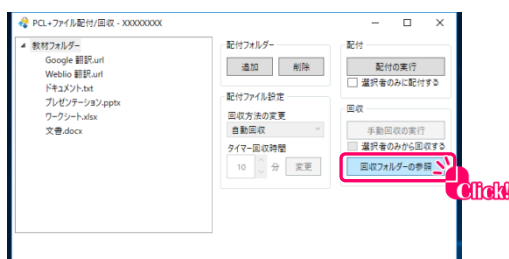 PCL+ファイル配付/回収 - XXXXXXXX
教材フォルダー
Google 翻訳.url
Weblio 翻訳.url
ドキュメント.txt
プレゼンテーション.pptx
ワークシート.xlsx
文書.docx
配付フォルダー
追加 削除
配付ファイル設定
回収方法の変更
自動回収
タイマー回収時間
10 分 変更
配付
配付の実行
選択者のみに配付する
回収
手動回収の実行
選択者のみから回収する
回収フォルダーの参照
Click!